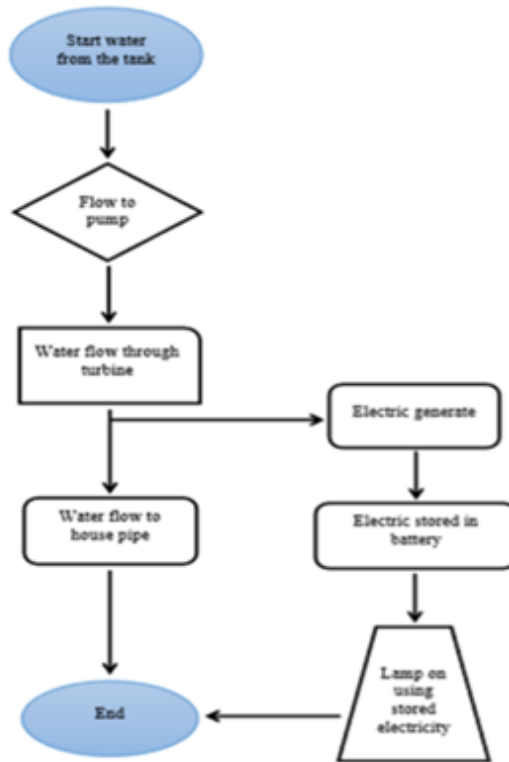 Start water
from the tank
Flow to
pump
Water flow through
turbine
Electric generate
Water flow to
house pipe
Electric stored in
battery
Lamp on
using
stored
electricity
End